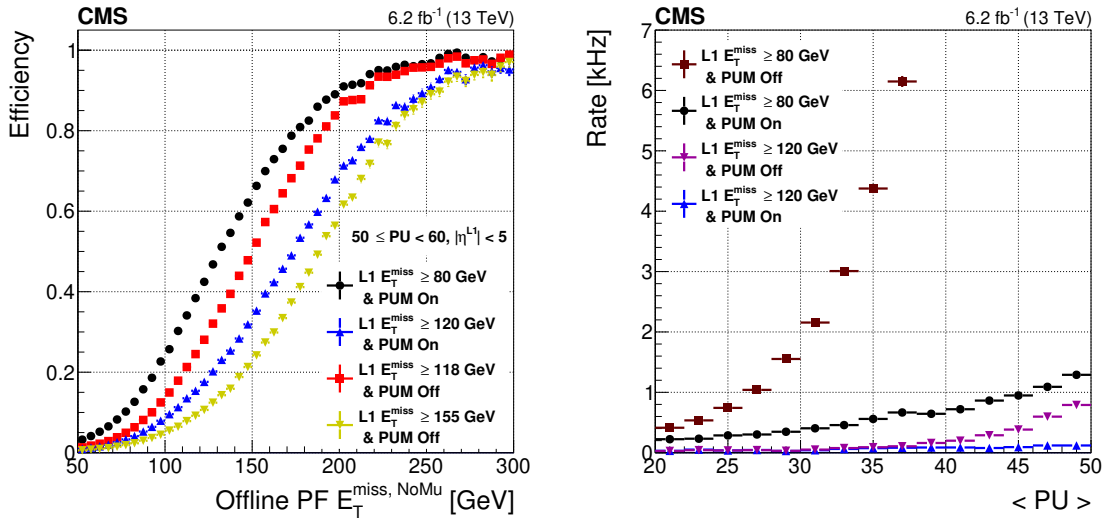 CMS 6.2 fb⁻¹ (13 TeV)
Efficiency
1
0.8
0.6
0.4
0.2
0
50 ≤ PU < 60, |η^L1| < 5
L1 E_T^miss ≥ 80 GeV
& PUM On
L1 E_T^miss ≥ 120 GeV
& PUM On
L1 E_T^miss ≥ 118 GeV
& PUM Off
L1 E_T^miss ≥ 155 GeV
& PUM Off
50 100 150 200 250 300
Offline PF E_T^miss, NoMu [GeV]
CMS 6.2 fb⁻¹ (13 TeV)
Rate [kHz]
7
6
5
4
3
2
1
0
L1 E_T^miss ≥ 80 GeV
& PUM Off
L1 E_T^miss ≥ 80 GeV
& PUM On
L1 E_T^miss ≥ 120 GeV
& PUM Off
L1 E_T^miss ≥ 120 GeV
& PUM On
20 25 30 35 40 45 50
< PU >